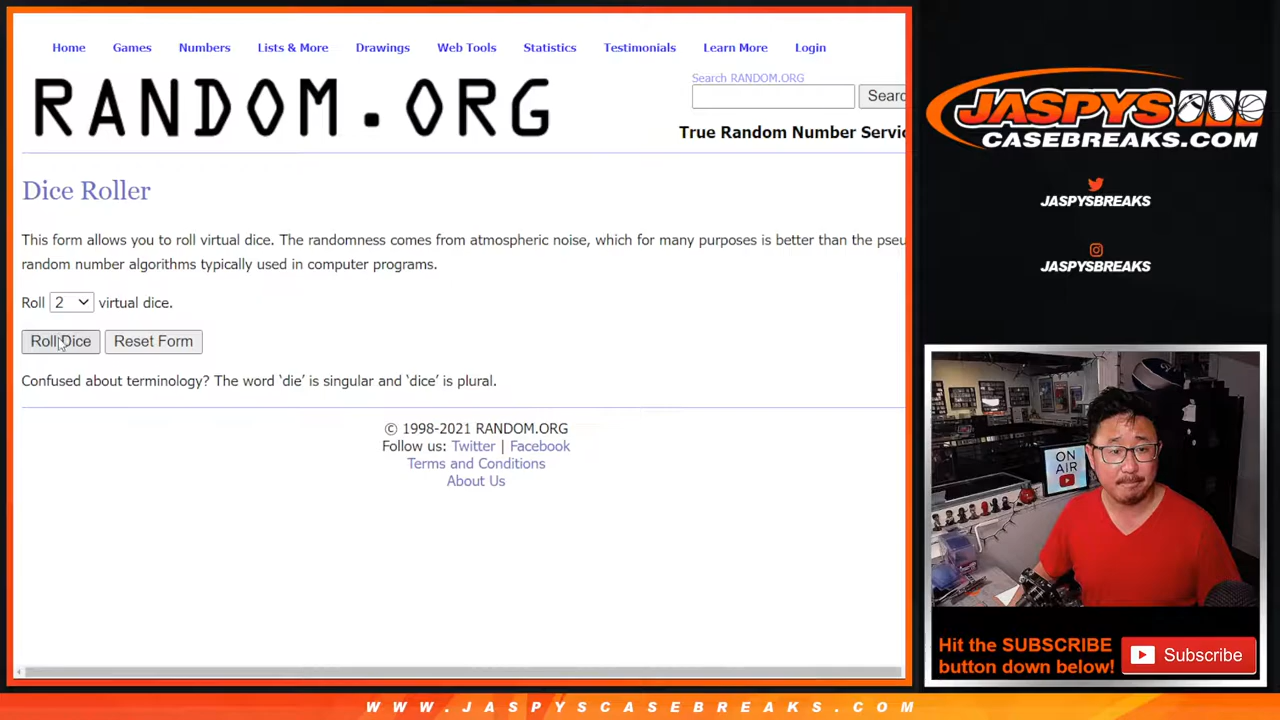 Home Games Numbers Lists & More Drawings Web Tools Statistics Testimonials Learn More Login
RANDOM.ORG
Search RANDOM.ORG
Searc
True Random Number Servic
Dice Roller
This form allows you to roll virtual dice. The randomness comes from atmospheric noise, which for many purposes is better than the pseu
random number algorithms typically used in computer programs.
Roll 2 virtual dice.
Roll Dice Reset Form
Confused about terminology? The word ‘die’ is singular and ‘dice’ is plural.
© 1998-2021 RANDOM.ORG
Follow us: Twitter | Facebook
Terms and Conditions
About Us
JASPYS
CASEBREAKS.COM
JASPYSBREAKS
JASPYSBREAKS
ON
AIR
Hit the SUBSCRIBE
button down below!
Subscribe
WWW.JASPYSCASEBREAKS.COM